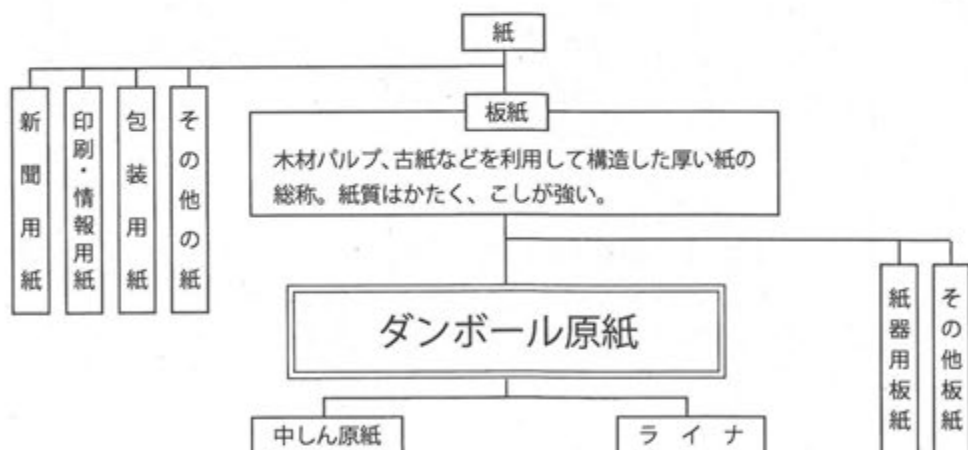 紙
新聞用紙
印刷・情報用紙
包装用紙
その他の紙
板紙
木材パルプ、古紙などを利用して構造した厚い紙の
総称。紙質はかたく、こしが強い。
ダンボール原紙
紙器用板紙
その他板紙
中しん原紙
ライナ